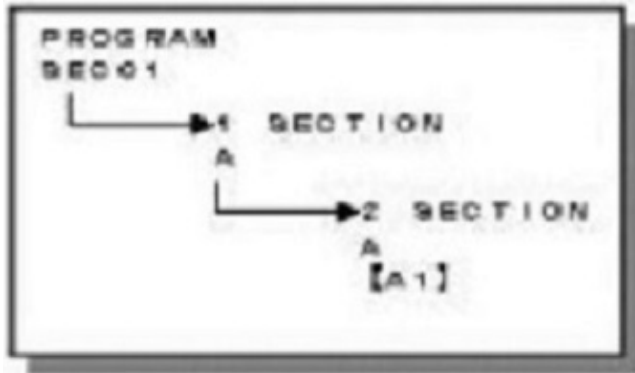 PROGRAM
SEC01
1 SECTION
A
2 SECTION
A
【A1】